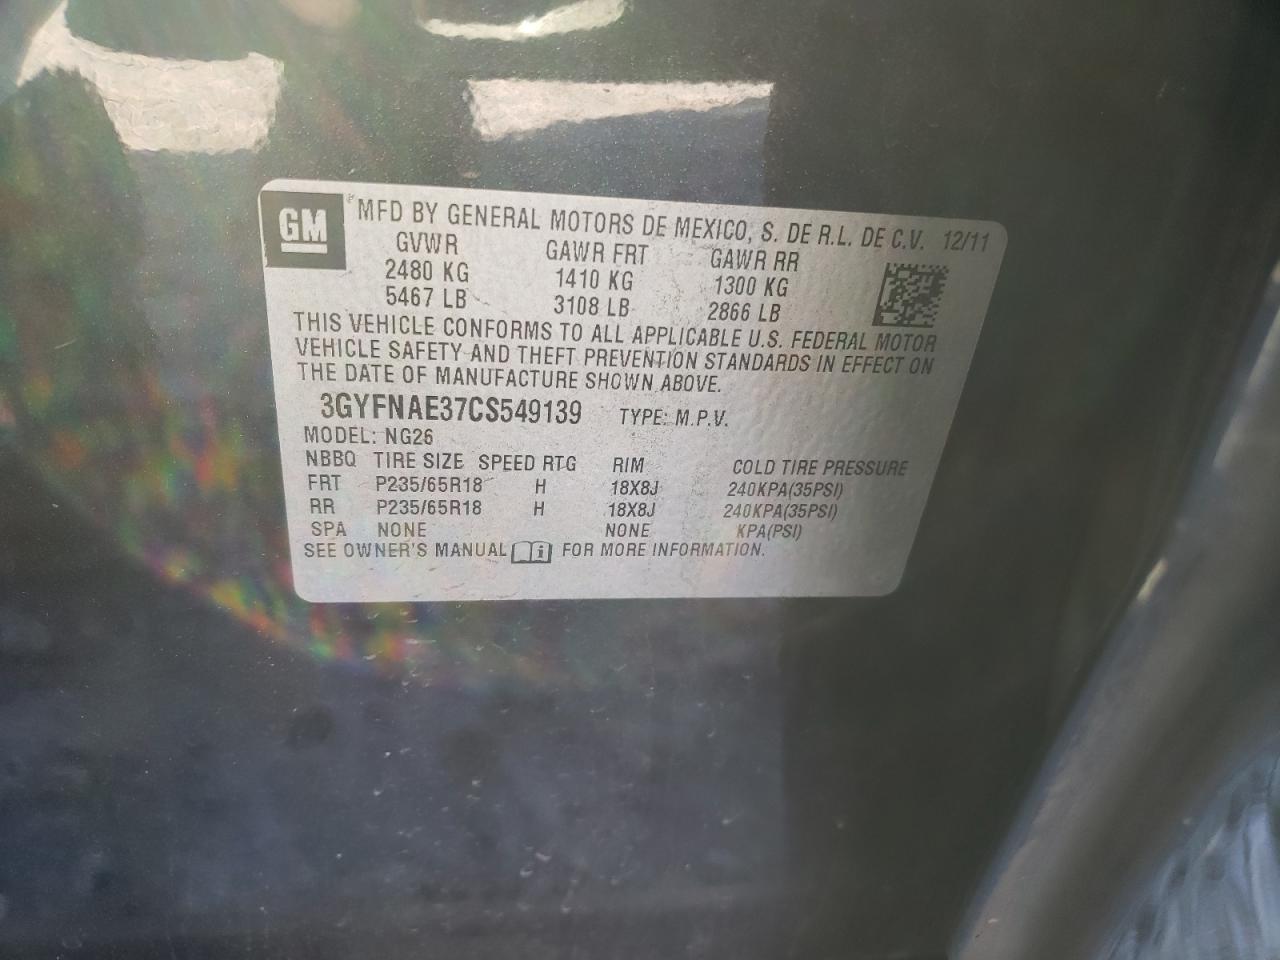 GM
MFD BY GENERAL MOTORS DE MEXICO, S. DE R.L. DE C.V. 12/11
GVWR GAWR FRT GAWR RR
2480 KG 1410 KG 1300 KG
5467 LB 3108 LB 2866 LB
THIS VEHICLE CONFORMS TO ALL APPLICABLE U.S. FEDERAL MOTOR
VEHICLE SAFETY AND THEFT PREVENTION STANDARDS IN EFFECT ON
THE DATE OF MANUFACTURE SHOWN ABOVE.
3GYFNAE37CS549139 TYPE: M.P.V.
MODEL: NG26
NBBQ TIRE SIZE SPEED RTG RIM COLD TIRE PRESSURE
FRT P235/65R18 H 18X8J 240KPA(35PSI)
RR P235/65R18 H 18X8J 240KPA(35PSI)
SPA NONE NONE KPA(PSI)
SEE OWNER'S MANUAL FOR MORE INFORMATION.